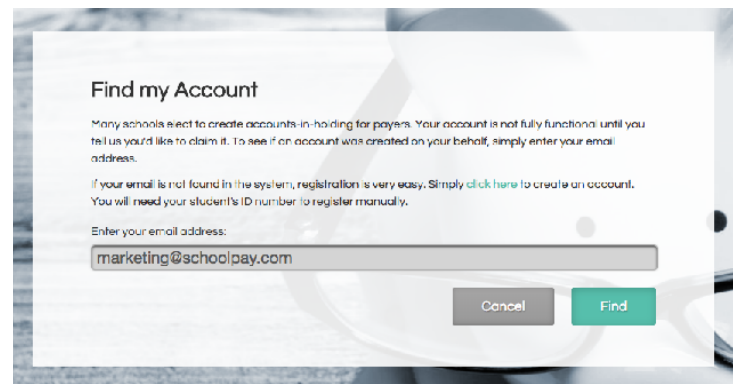 Find my Account
Many schools elect to create accounts-in-holding for payers. Your account is not fully functional until you
tell us you'd like to claim it. To see if an account was created on your behalf, simply enter your email
address.
If your email is not found in the system, registration is very easy. Simply click here to create an account.
You will need your student's ID number to register manually.
Enter your email address:
marketing@schoolpay.com
Cancel Find